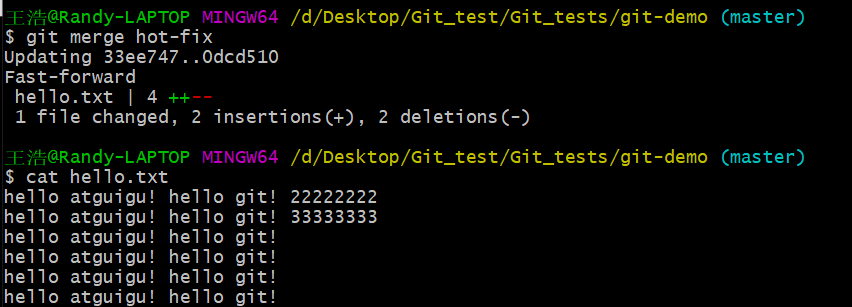 王浩@Randy-LAPTOP MINGW64 /d/Desktop/Git_test/Git_tests/git-demo (master)
$ git merge hot-fix
Updating 33ee747..0dcd510
Fast-forward
 hello.txt | 4 ++--
 1 file changed, 2 insertions(+), 2 deletions(-)
王浩@Randy-LAPTOP MINGW64 /d/Desktop/Git_test/Git_tests/git-demo (master)
$ cat hello.txt
hello atguigu! hello git! 22222222
hello atguigu! hello git! 33333333
hello atguigu! hello git!
hello atguigu! hello git!
hello atguigu! hello git!
hello atguigu! hello git!